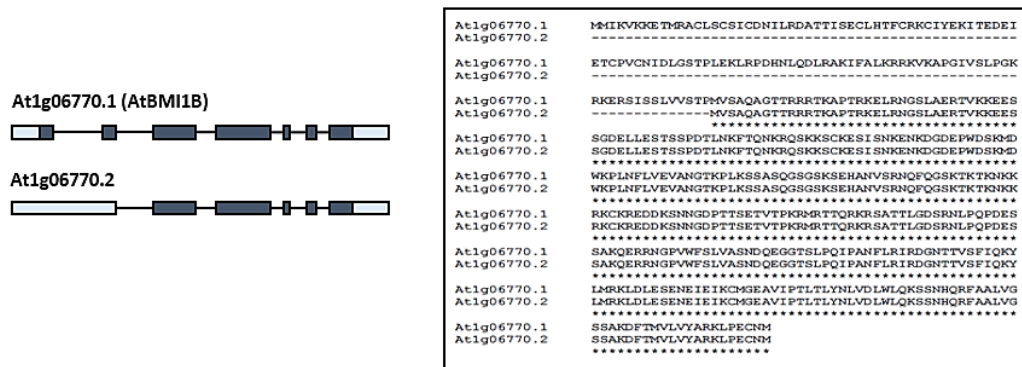 At1g06770.1 (AtBMI1B)
At1g06770.2
At1g06770.1 MMIKVKKETMRACLSCSICDNILRDATTISECLHTFCRKCIYEKITEDEI
At1g06770.2 --------------------------------------------------
At1g06770.1 ETCPVCNIDLGSTPLEKLRPDHNLQDLRAKIFALKRRKVKAPGIVSLPGK
At1g06770.2 --------------------------------------------------
At1g06770.1 RKERSISSLVVSTPMVSAQAGTTRRRTKAPTRKELRNGSLAERTVKKEES
At1g06770.2 --------------MVSAQAGTTRRRTKAPTRKELRNGSLAERTVKKEES
************************************
At1g06770.1 SGDELLESTSSPDTLNKFTQNKRQSKKSCKESISNKENKDGDEPWDSKMD
At1g06770.2 SGDELLESTSSPDTLNKFTQNKRQSKKSCKESISNKENKDGDEPWDSKMD
**************************************************
At1g06770.1 WKPLNFLVEVANGTKPLKSSASQGSGSKSEHANVSRNQFQGSKTKTKNKK
At1g06770.2 WKPLNFLVEVANGTKPLKSSASQGSGSKSEHANVSRNQFQGSKTKTKNKK
**************************************************
At1g06770.1 RKCKREDDKSNNGDPTTSETVTPKRMRTTQRKRSATTLGDSRNLPQPDES
At1g06770.2 RKCKREDDKSNNGDPTTSETVTPKRMRTTQRKRSATTLGDSRNLPQPDES
**************************************************
At1g06770.1 SAKQERRNGPVWFSLVASNDQEGGTSLPQIPANFLRIRDGNTTVSFIQKY
At1g06770.2 SAKQERRNGPVWFSLVASNDQEGGTSLPQIPANFLRIRDGNTTVSFIQKY
**************************************************
At1g06770.1 LMRKLDLESENEIEIKCMGEAVIPTLTLYNLVDLWLQKSSNHQRFAALVG
At1g06770.2 LMRKLDLESENEIEIKCMGEAVIPTLTLYNLVDLWLQKSSNHQRFAALVG
**************************************************
At1g06770.1 SSAKDFTMVLVYARKLPECNM
At1g06770.2 SSAKDFTMVLVYARKLPECNM
*********************